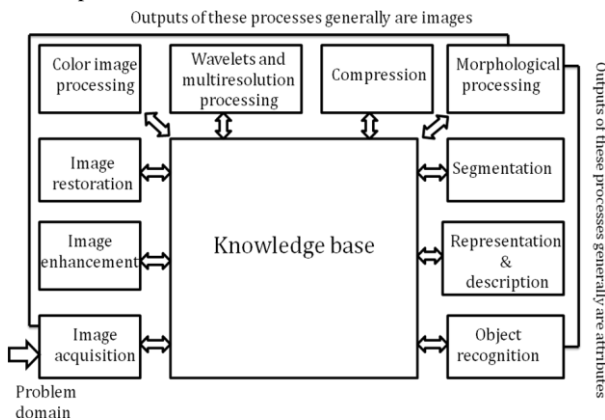 Outputs of these processes generally are images
Color image
processing
Wavelets and
multiresolution
processing
Compression
Morphological
processing
Outputs of these processes generally are attributes
Image
restoration
Segmentation
Knowledge base
Image
enhancement
Representation
&
description
Image
acquisition
Object
recognition
Problem
domain